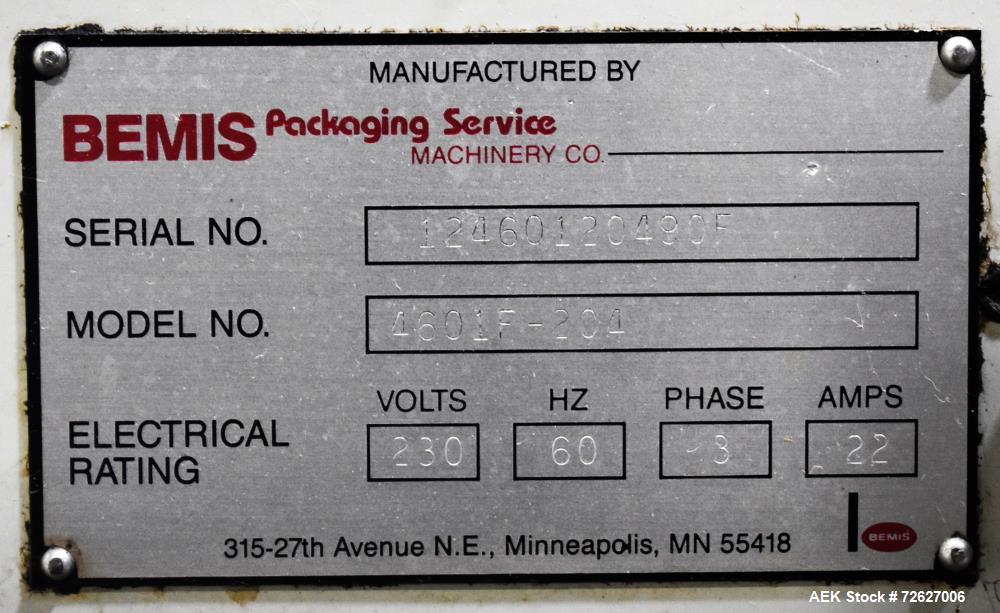 MANUFACTURED BY
BEMIS Packaging Service
MACHINERY CO.
SERIAL NO. 12460120490F
MODEL NO. 4601F-204
VOLTS HZ PHASE AMPS
ELECTRICAL
RATING 230 60 3 22
315-27th Avenue N.E., Minneapolis, MN 55418
BEMIS
AEK Stock # 72627006